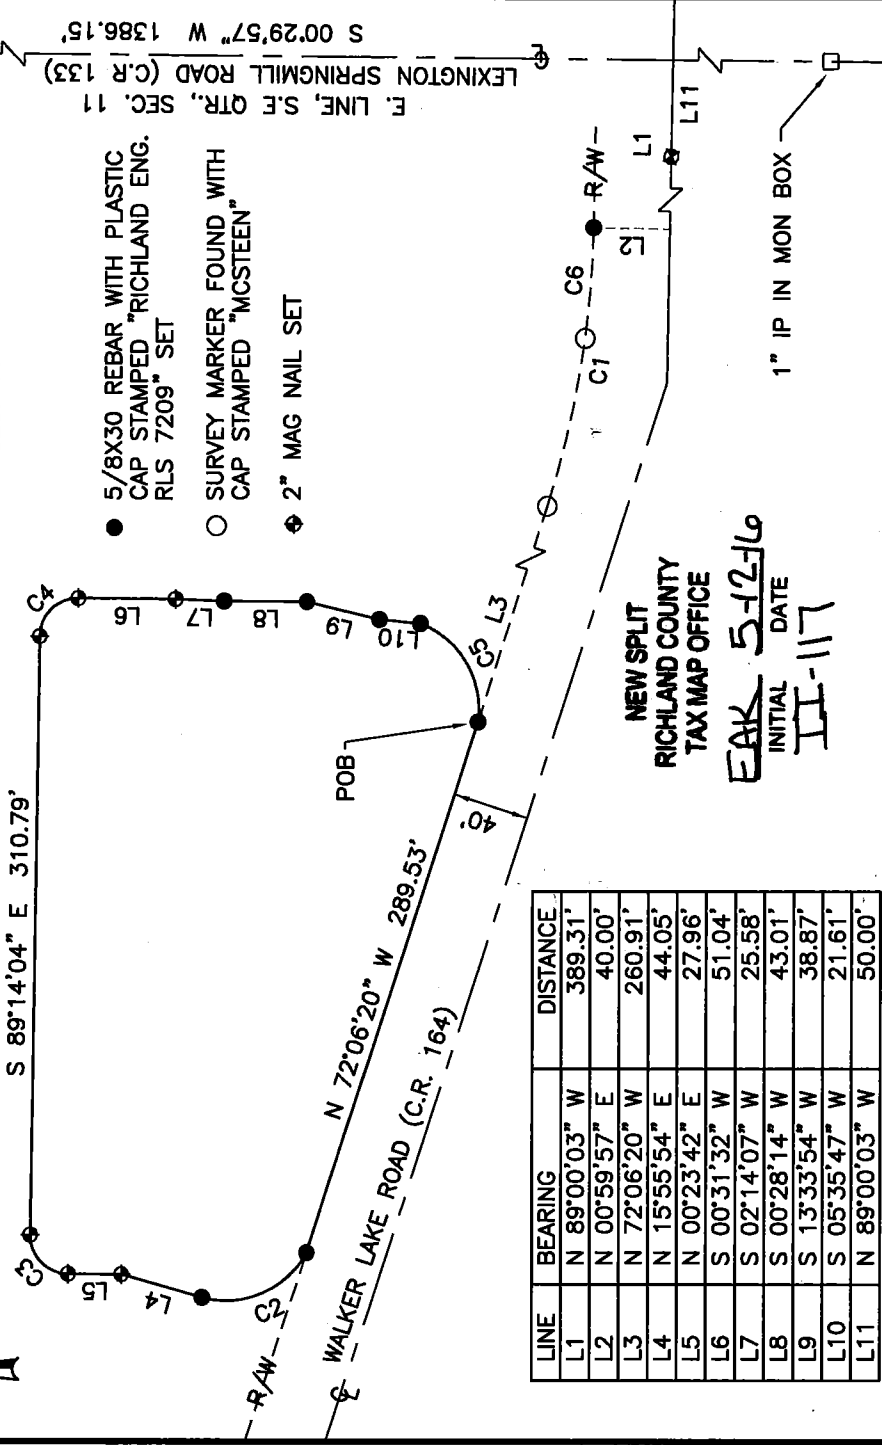 S 00°29'57" W 1386.15'
LEXINGTON SPRINGMILL ROAD (C.R 133)
E. LINE, S.E QTR., SEC. 11
5/8X30 REBAR WITH PLASTIC
CAP STAMPED "RICHLAND ENG.
RLS 7209" SET
SURVEY MARKER FOUND WITH
CAP STAMPED "MCSTEEN"
2" MAG NAIL SET
S 89°14'04" E 310.79'
C3
C4
L5
L4
C2
L6
L7
L8
L9
L10
C5
L3
POB
N 72°06'20" W 289.53'
40'
R/W
WALKER LAKE ROAD (C.R. 164)
C1
C6
R/W
L2
L1
L11
1" IP IN MON BOX
NEW SPLIT
RICHLAND COUNTY
TAX MAP OFFICE
EAK 5-12-16
INITIAL DATE
II-117
LINE BEARING DISTANCE
L1 N 89°00'03" W 389.31'
L2 N 00°59'57" E 40.00'
L3 N 72°06'20" W 260.91'
L4 N 15°55'54" E 44.05'
L5 N 00°23'42" E 27.96'
L6 S 00°31'32" W 51.04'
L7 S 02°14'07" W 25.58'
L8 S 00°28'14" W 43.01'
L9 S 13°33'54" W 38.87'
L10 S 05°35'47" W 21.61'
L11 N 89°00'03" W 50.00'